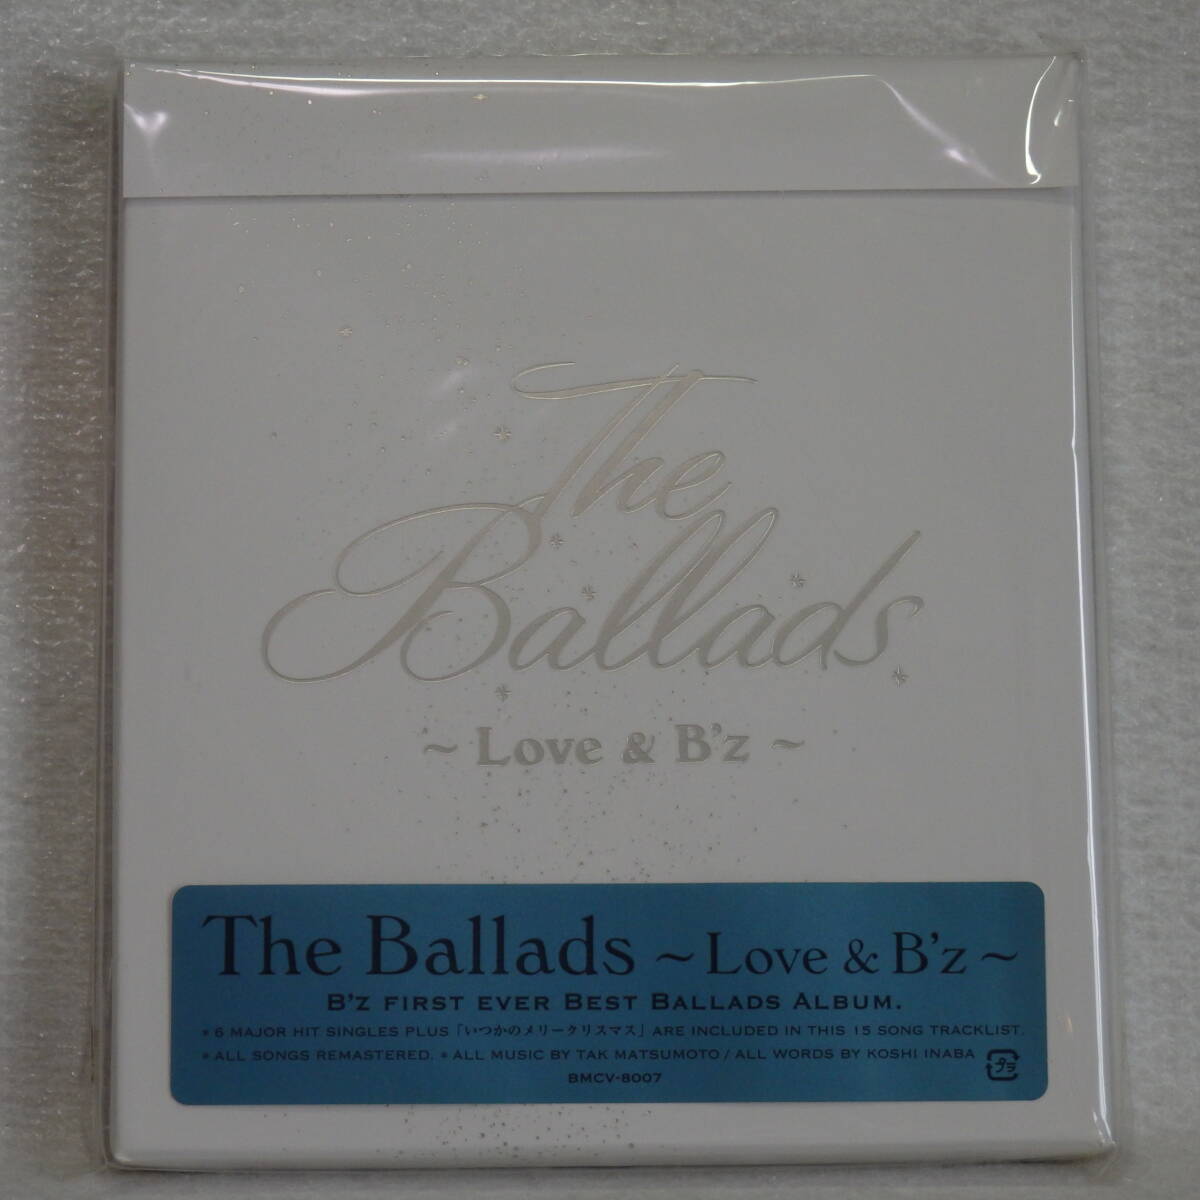 The
Ballads
~ Love & B'z ~
The Ballads ~ Love & B'z ~
B'z FIRST EVER BEST BALLADS ALBUM.
* 6 MAJOR HIT SINGLES PLUS「いつかのメリークリスマス」ARE INCLUDED IN THIS 15 SONG TRACKLIST.
* ALL SONGS REMASTERED. * ALL MUSIC BY TAK MATSUMOTO / ALL WORDS BY KOSHI INABA
プラ
BMCV-8007